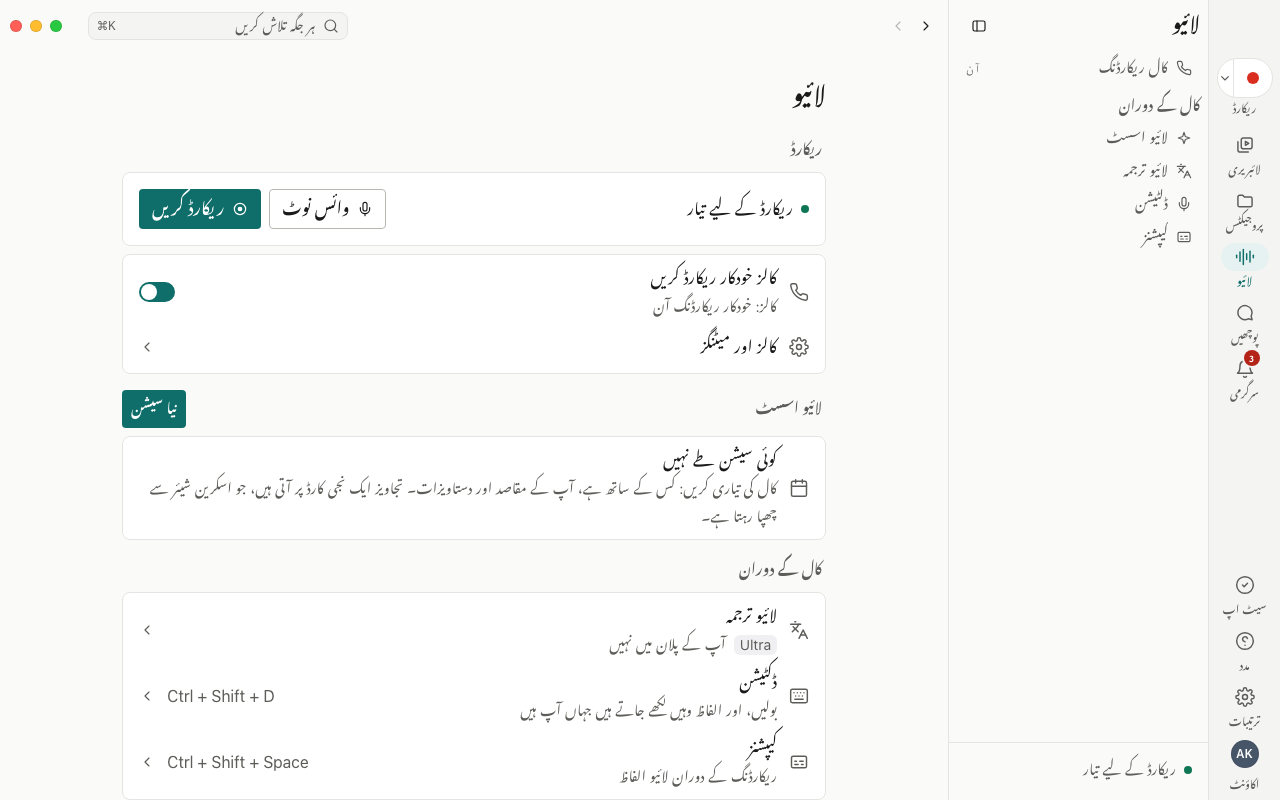 ریکارڈ
لائبریری
پروجیکٹس
لائیو
پوچھیں
3
سرگرمی
سیٹ اپ
مدد
ترتیبات
AK
اکاؤنٹ
لائیو
کال ریکارڈنگ
آن
کال کے دوران
لائیو اسسٹ
لائیو ترجمہ
ڈکٹیشن
کیپشنز
ریکارڈ کے لیے تیار
ہر جگہ تلاش کریں
⌘K
لائیو
ریکارڈ
ریکارڈ کے لیے تیار
وائس نوٹ
ریکارڈ کریں
کالز خودکار ریکارڈ کریں
کالز: خودکار ریکارڈنگ آن
کالز اور میٹنگز
لائیو اسسٹ
نیا سیشن
کوئی سیشن طے نہیں
کال کی تیاری کریں: کس کے ساتھ ہے، آپ کے مقاصد اور دستاویزات۔ تجاویز ایک نجی کارڈ پر آتی ہیں، جو اسکرین شیئر سے
چھپا رہتا ہے۔
کال کے دوران
لائیو ترجمہ
Ultra آپ کے پلان میں نہیں
ڈکٹیشن
بولیں، اور الفاظ وہیں لکھے جاتے ہیں جہاں آپ ہیں
Ctrl + Shift + D
کیپشنز
ریکارڈنگ کے دوران لائیو الفاظ
Ctrl + Shift + Space